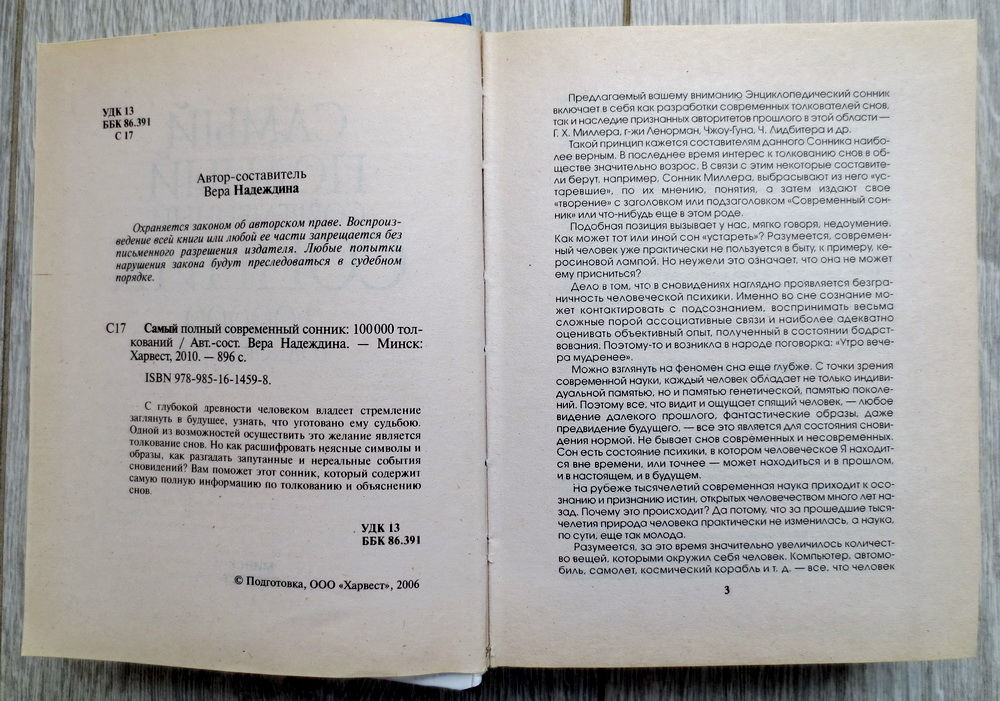 УДК 13
ББК 86.391
С 17
Автор-составитель
Вера Надеждина
Охраняется законом об авторском праве. Воспроиз-
ведение всей книги или любой ее части запрещается без
письменного разрешения издателя. Любые попытки
нарушения закона будут преследоваться в судебном
порядке.
С17 Самый полный современный сонник: 100 000 тол-
кований / Авт.-сост. Вера Надеждина. — Минск:
Харвест, 2010. — 896 с.
ISBN 978-985-16-1459-8.
С глубокой древности человеком владеет стремление
заглянуть в будущее, узнать, что уготовано ему судьбою.
Одной из возможностей осуществить это желание является
толкование снов. Но как расшифровать неясные символы и
образы, как разгадать запутанные и нереальные события
сновидений? Вам поможет этот сонник, который содержит
самую полную информацию по толкованию и объяснению
снов.
УДК 13
ББК 86.391
© Подготовка, ООО «Харвест», 2006
Предлагаемый вашему вниманию Энциклопедический сонник
включает в себя как разработки современных толкователей снов,
так и наследие признанных авторитетов прошлого в этой области —
Г. Х. Миллера, г-жи Ленорман, Чжоу-Гуна, Ч. Лидбитера и др.
Такой принцип кажется составителям данного Сонника наибо-
лее верным. В последнее время интерес к толкованию снов в об-
ществе значительно возрос. В связи с этим некоторые составите-
ли берут, например, Сонник Миллера, выбрасывают из него «ус-
таревшие», по их мнению, понятия, а затем издают свое
«творение» с заголовком или подзаголовком «Современный сон-
ник» или что-нибудь еще в этом роде.
Подобная позиция вызывает у нас, мягко говоря, недоумение.
Как может тот или иной сон «устареть»? Разумеется, современ-
ный человек уже практически не пользуется в быту, к примеру, ке-
росиновой лампой. Но неужели это означает, что она не может
ему присниться?
Дело в том, что в сновидениях наглядно проявляется безгра-
ничность человеческой психики. Именно во сне сознание мо-
жет контактировать с подсознанием, воспринимать весьма
сложные порой ассоциативные связи и наиболее адекватно
оценивать объективный опыт, полученный в состоянии бодрст-
вования. Поэтому-то и возникла в народе поговорка: «Утро вече-
ра мудренее».
Можно взглянуть на феномен сна еще глубже. С точки зрения
современной науки, каждый человек обладает не только индиви-
дуальной памятью, но и памятью генетической, памятью поколе-
ний. Поэтому все, что видит и ощущает спящий человек, — любое
видение далекого прошлого, фантастические образы, даже
предвидение будущего, — все это является для состояния снови-
дения нормой. Не бывает снов современных и несовременных.
Сон есть состояние психики, в котором человеческое Я находит-
ся вне времени, или точнее — может находиться и в прошлом,
и в настоящем, и в будущем.
На рубеже тысячелетий современная наука приходит к осо-
знанию и признанию истин, открытых человечеством много лет на-
зад. Почему это происходит? Да потому, что за прошедшие тыся-
челетия природа человека практически не изменилась, а наука,
по сути, еще так молода.
Разумеется, за это время значительно увеличилось количест-
во вещей, которыми окружил себя человек. Компьютер, автомо-
биль, самолет, космический корабль и т. д. — все, что человек
3